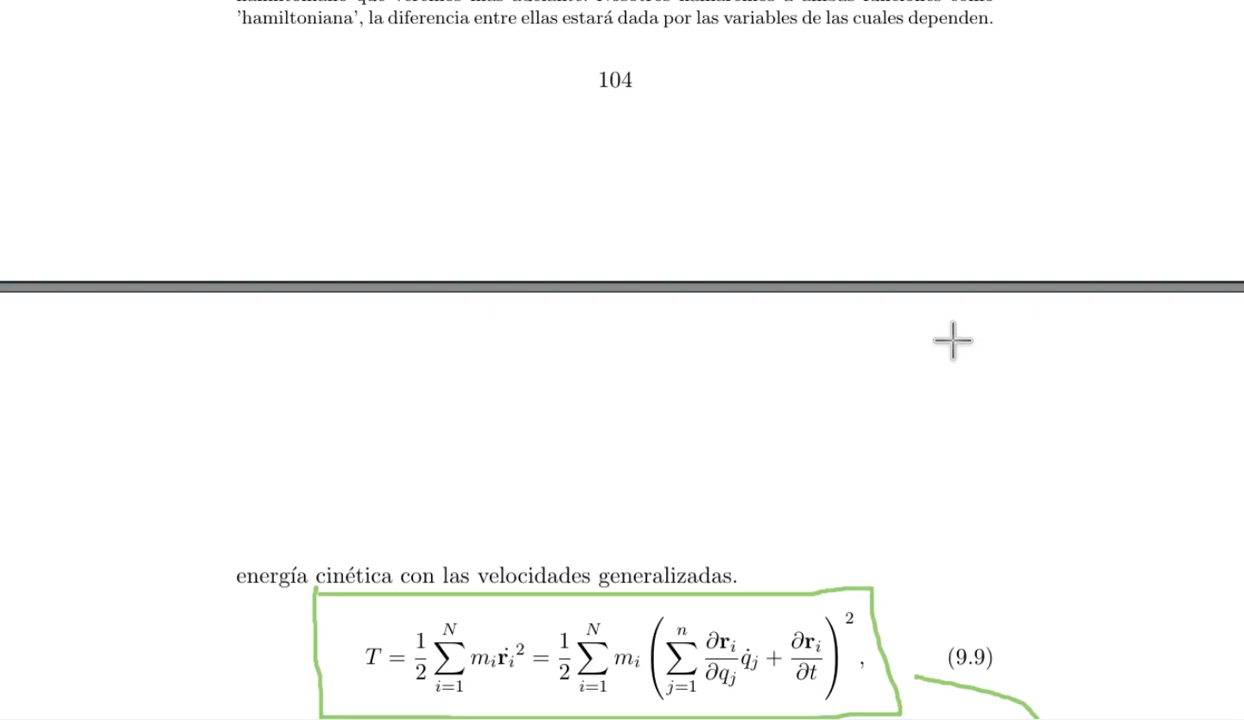 'hamiltoniana', la diferencia entre ellas estará dada por las variables de las cuales dependen.
104
energía cinética con las velocidades generalizadas.
T = \frac{1}{2} \sum_{i=1}^{N} m_i \dot{\mathbf{r}_i}^2 = \frac{1}{2} \sum_{i=1}^{N} m_i \left( \sum_{j=1}^{n} \frac{\partial \mathbf{r}_i}{\partial q_j} \dot{q}_j + \frac{\partial \mathbf{r}_i}{\partial t} \right)^2 , (9.9)